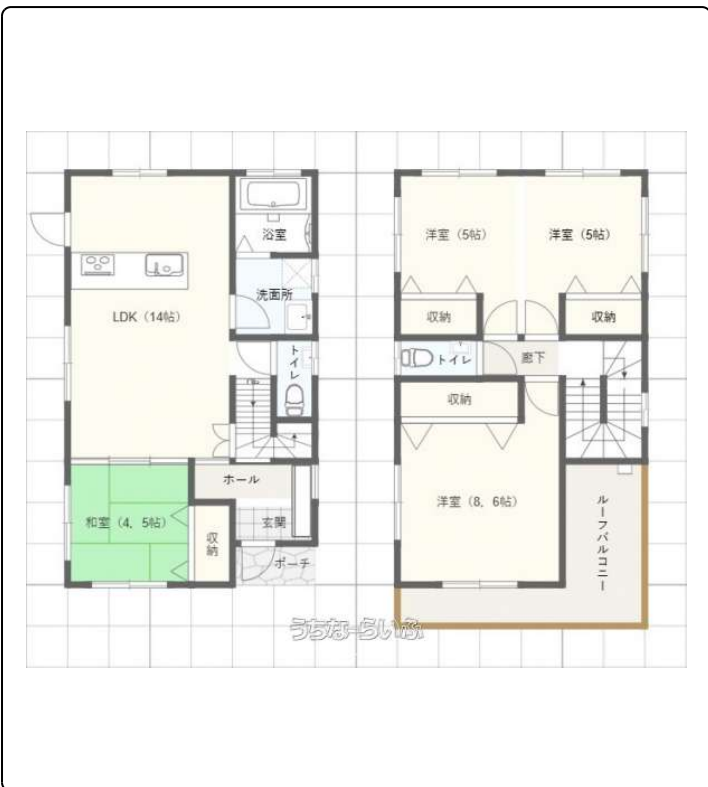 浴室
洗面所
LDK（14帖）
トイレ
ホール
和室（4，5帖）
収納
玄関
ポーチ
洋室（5帖）
洋室（5帖）
収納
収納
トイレ
廊下
収納
洋室（8，6帖）
ルーフバルコニー
うちなーらいふ